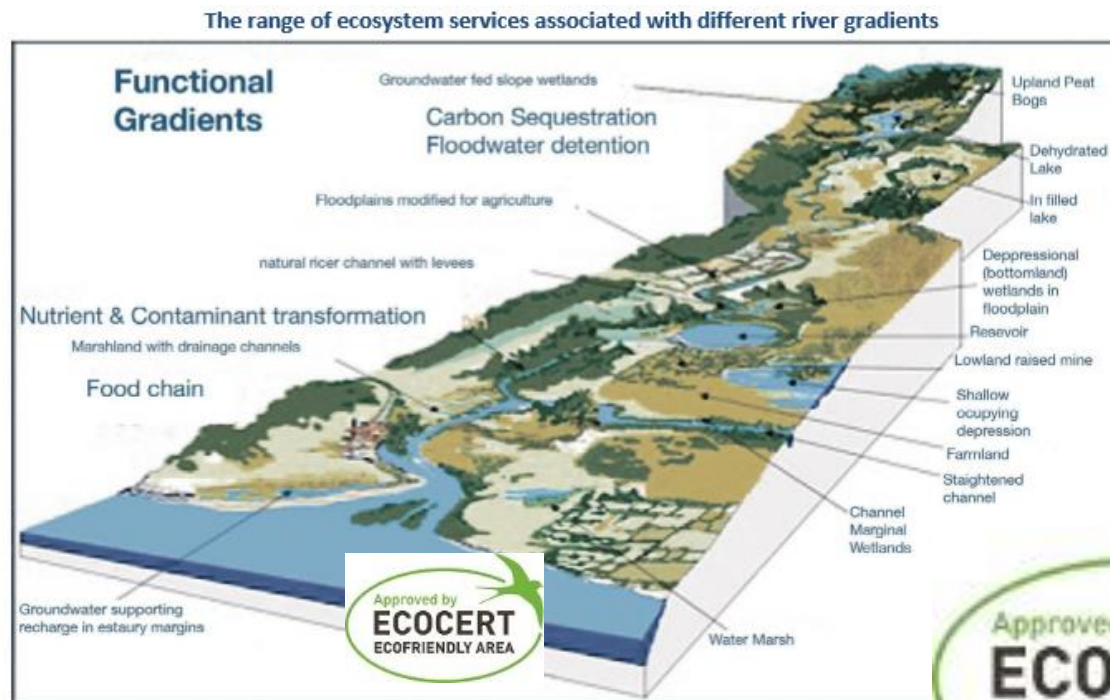 The range of ecosystem services associated with different river gradients
Functional
Gradients
Groundwater fed slope wetlands
Carbon Sequestration
Floodwater detention
Upland Peat
Bogs
Dehydrated
Lake
Floodplains modified for agriculture
In filled
lake
natural ricer channel with levees
Deppressional
(bottomland)
wetlands in
floodplain
Nutrient & Contaminant transformation
Marshland with drainage channels
Resevoir
Lowland raised mine
Food chain
Shallow
ocupying
depression
Farmland
Staightened
channel
Channel
Marginal
Wetlands
Groundwater supporting
recharge in estaury margins
Approved by
ECOCERT
ECOFRIENDLY AREA
Water Marsh
Approved
ECO